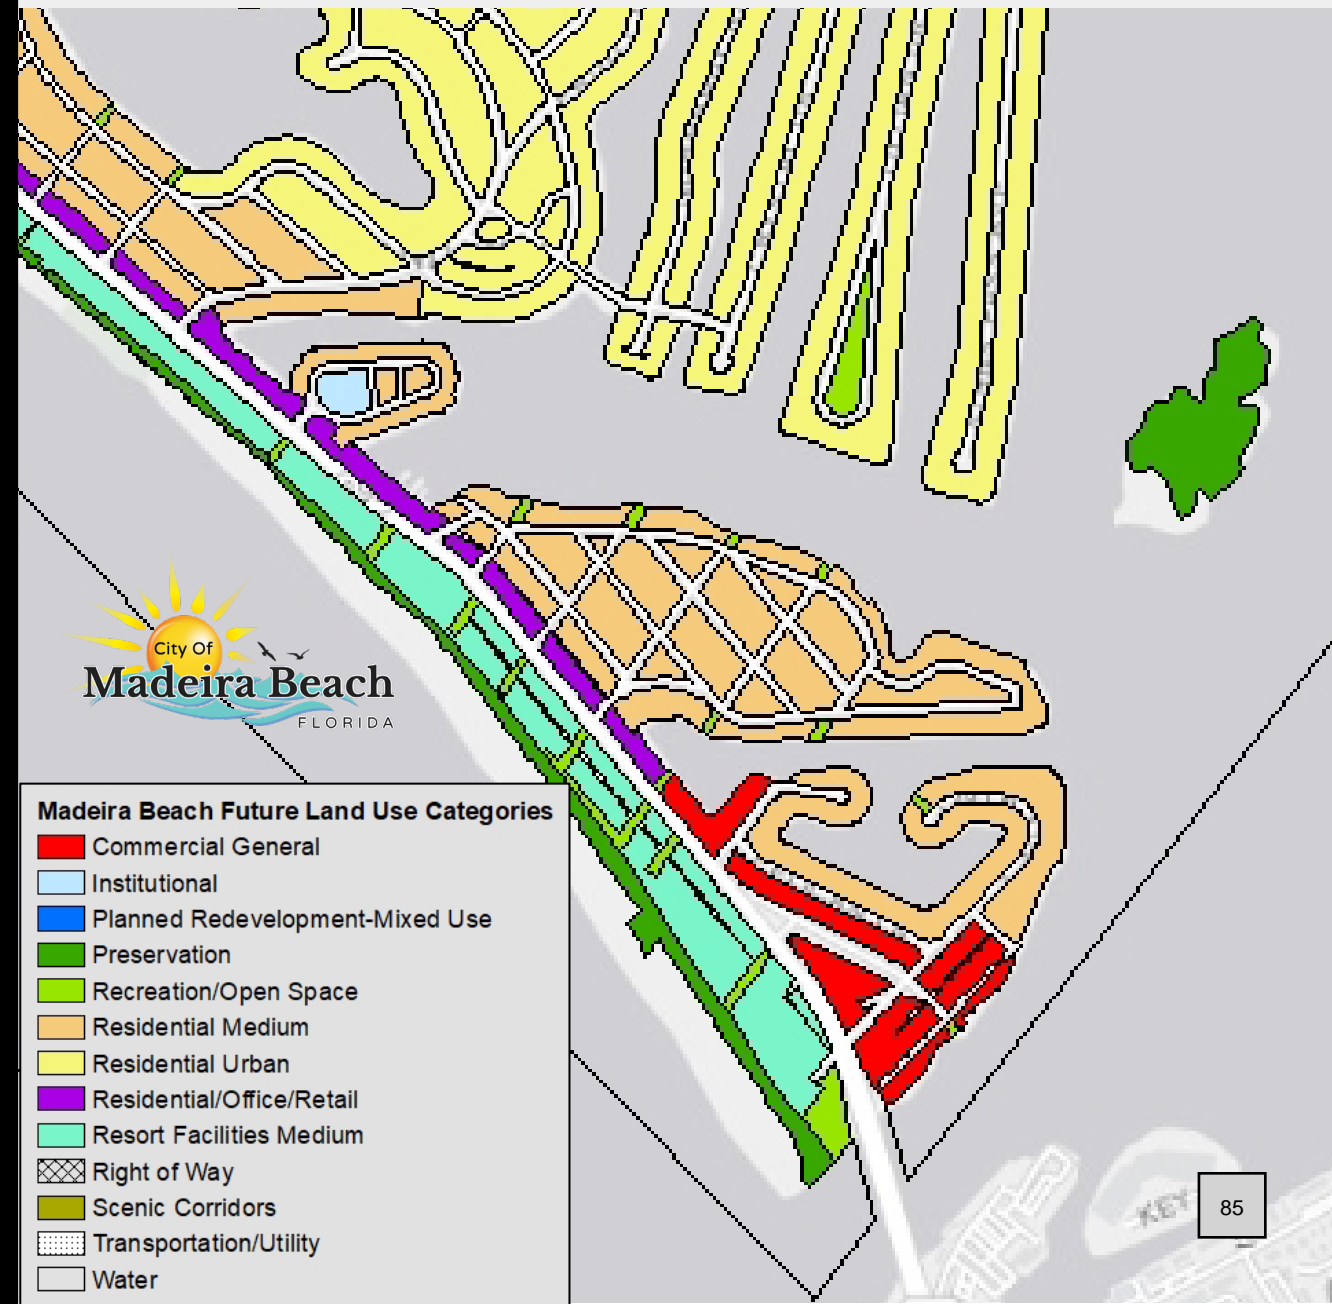 City Of
Madeira Beach
FLORIDA
Madeira Beach Future Land Use Categories
Commercial General
Institutional
Planned Redevelopment-Mixed Use
Preservation
Recreation/Open Space
Residential Medium
Residential Urban
Residential/Office/Retail
Resort Facilities Medium
Right of Way
Scenic Corridors
Transportation/Utility
Water
KEY
85